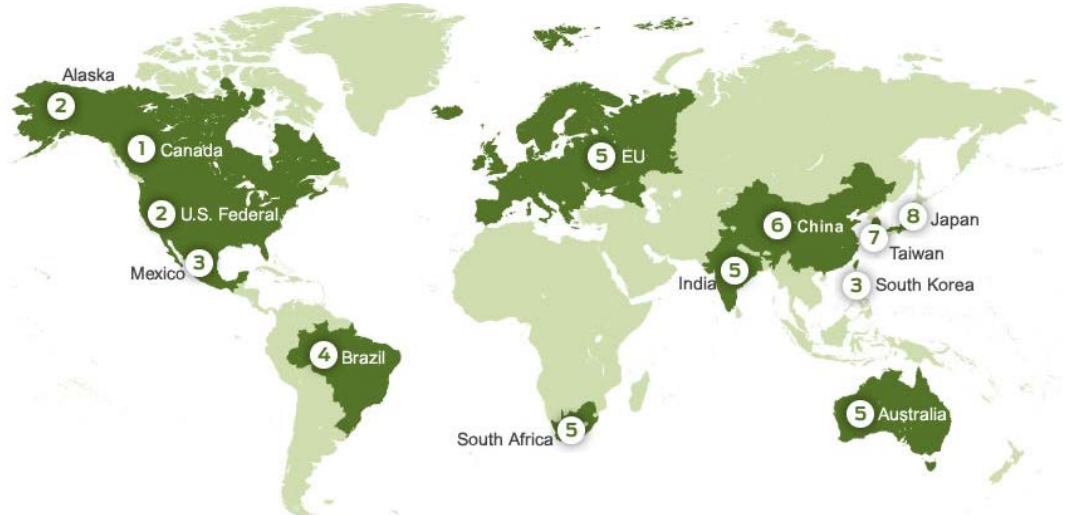 Alaska
2
1 Canada
5 EU
2 U.S. Federal
6 China
8 Japan
7
Taiwan
3
Mexico
5
India
3 South Korea
4 Brazil
5 Australia
South Africa 5